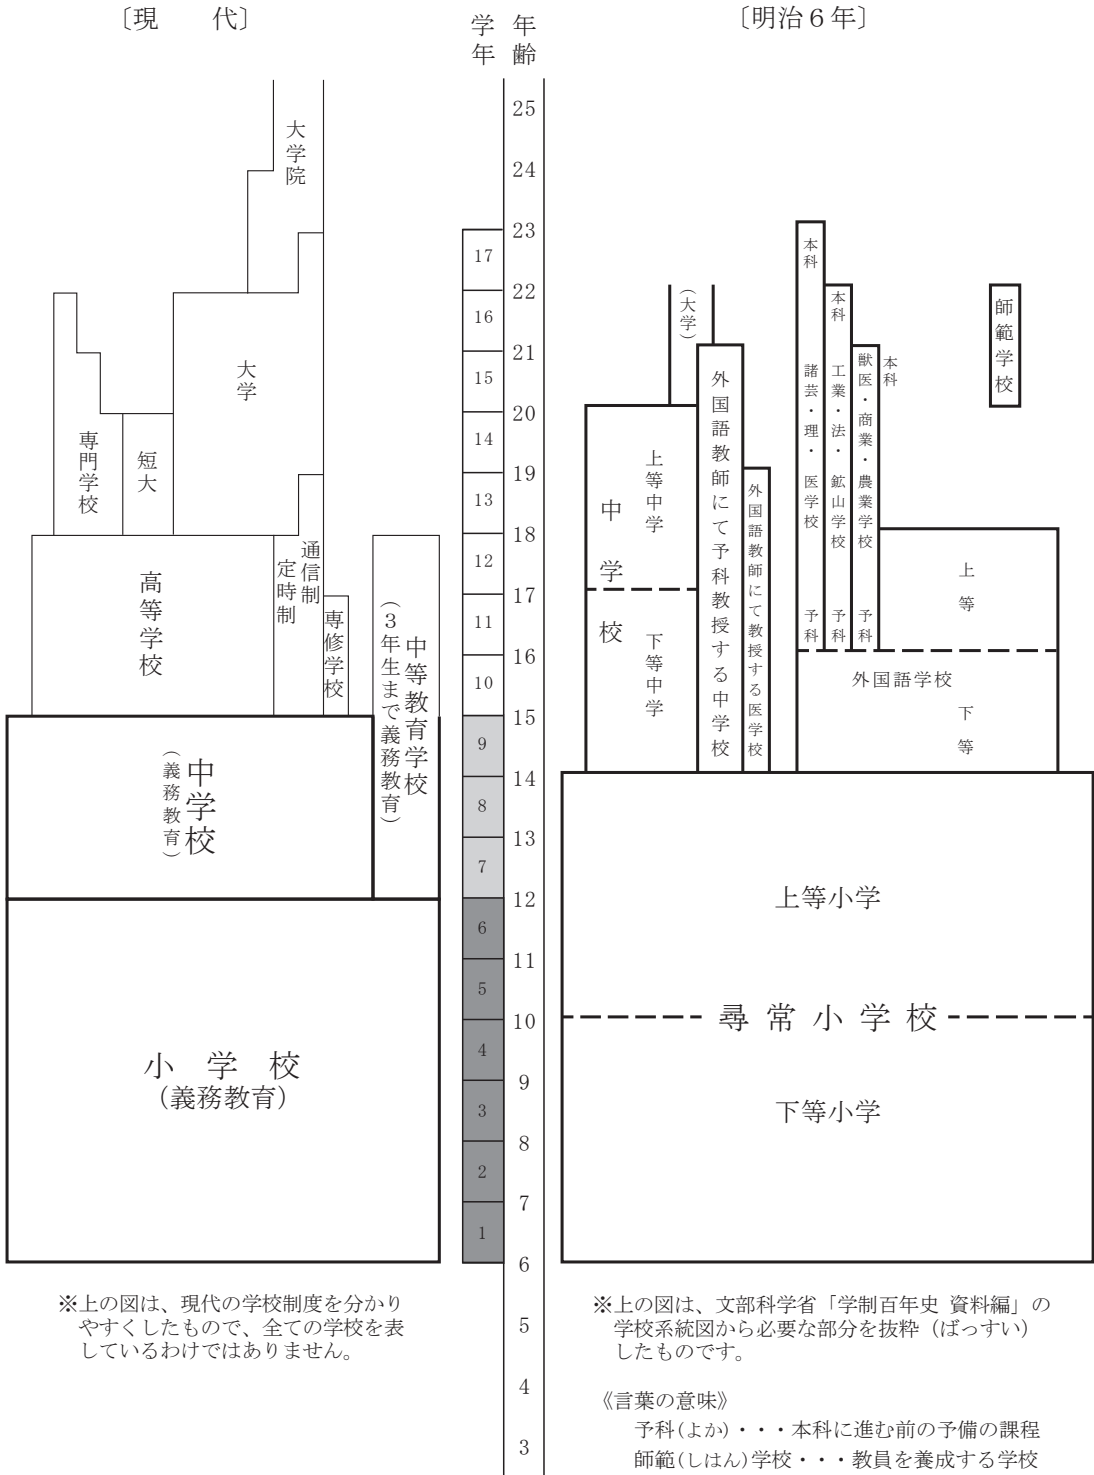 〔現　　代〕
学年
年齢
〔明治６年〕
大学院
大学
専門学校
短大
高等学校
定時制
通信制
専修学校
中等教育学校
（３年生まで義務教育）
中学校
（義務教育）
小　学　校
（義務教育）
17
16
15
14
13
12
11
10
9
8
7
6
5
4
3
2
1
25
24
23
22
21
20
19
18
17
16
15
14
13
12
11
10
9
8
7
6
5
4
3
（大学）
中　学　校
上等中学
下等中学
外国語教師にて予科教授する中学校
外国語教師にて教授する医学校
本科
諸芸・理・医学校
予科
本科
工業・法・鉱山学校
予科
本科
獣医・商業・農業学校
予科
師範学校
上等
外国語学校
下等
上等小学
尋 常 小 学 校
下等小学
※上の図は、現代の学校制度を分かり
やすくしたもので、全ての学校を表
しているわけではありません。
※上の図は、文部科学省「学制百年史 資料編」の
学校系統図から必要な部分を抜粋（ばっすい）
したものです。
《言葉の意味》
予科(よか)・・・本科に進む前の予備の課程
師範(しはん)学校・・・教員を養成する学校